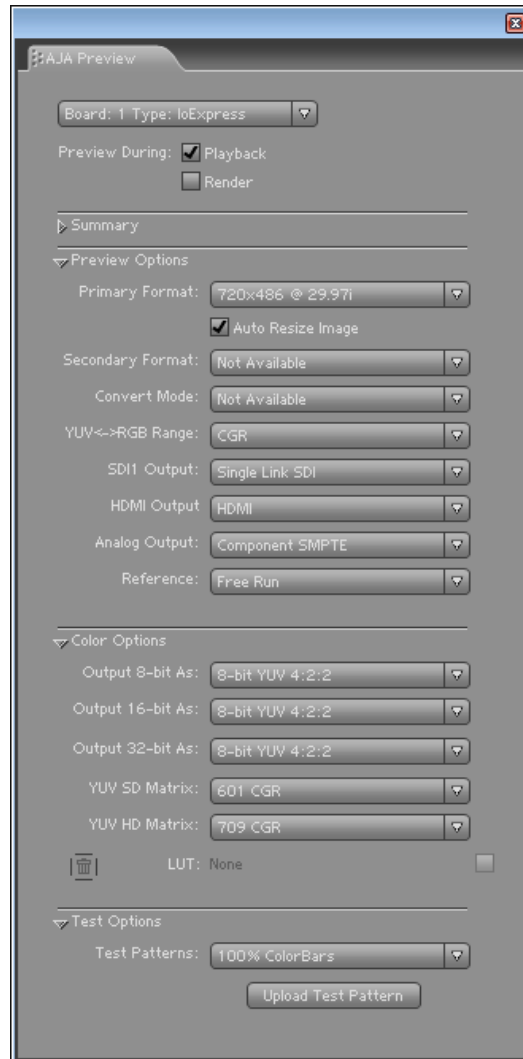 AJA Preview
Board: 1 Type: IoExpress
Preview During: Playback
Render
Summary
Preview Options
Primary Format: 720x486 @ 29.97i
Auto Resize Image
Secondary Format: Not Available
Convert Mode: Not Available
YUV<->RGB Range: CGR
SDI1 Output: Single Link SDI
HDMI Output HDMI
Analog Output: Component SMPTE
Reference: Free Run
Color Options
Output 8-bit As: 8-bit YUV 4:2:2
Output 16-bit As: 8-bit YUV 4:2:2
Output 32-bit As: 8-bit YUV 4:2:2
YUV SD Matrix: 601 CGR
YUV HD Matrix: 709 CGR
LUT: None
Test Options
Test Patterns: 100% ColorBars
Upload Test Pattern